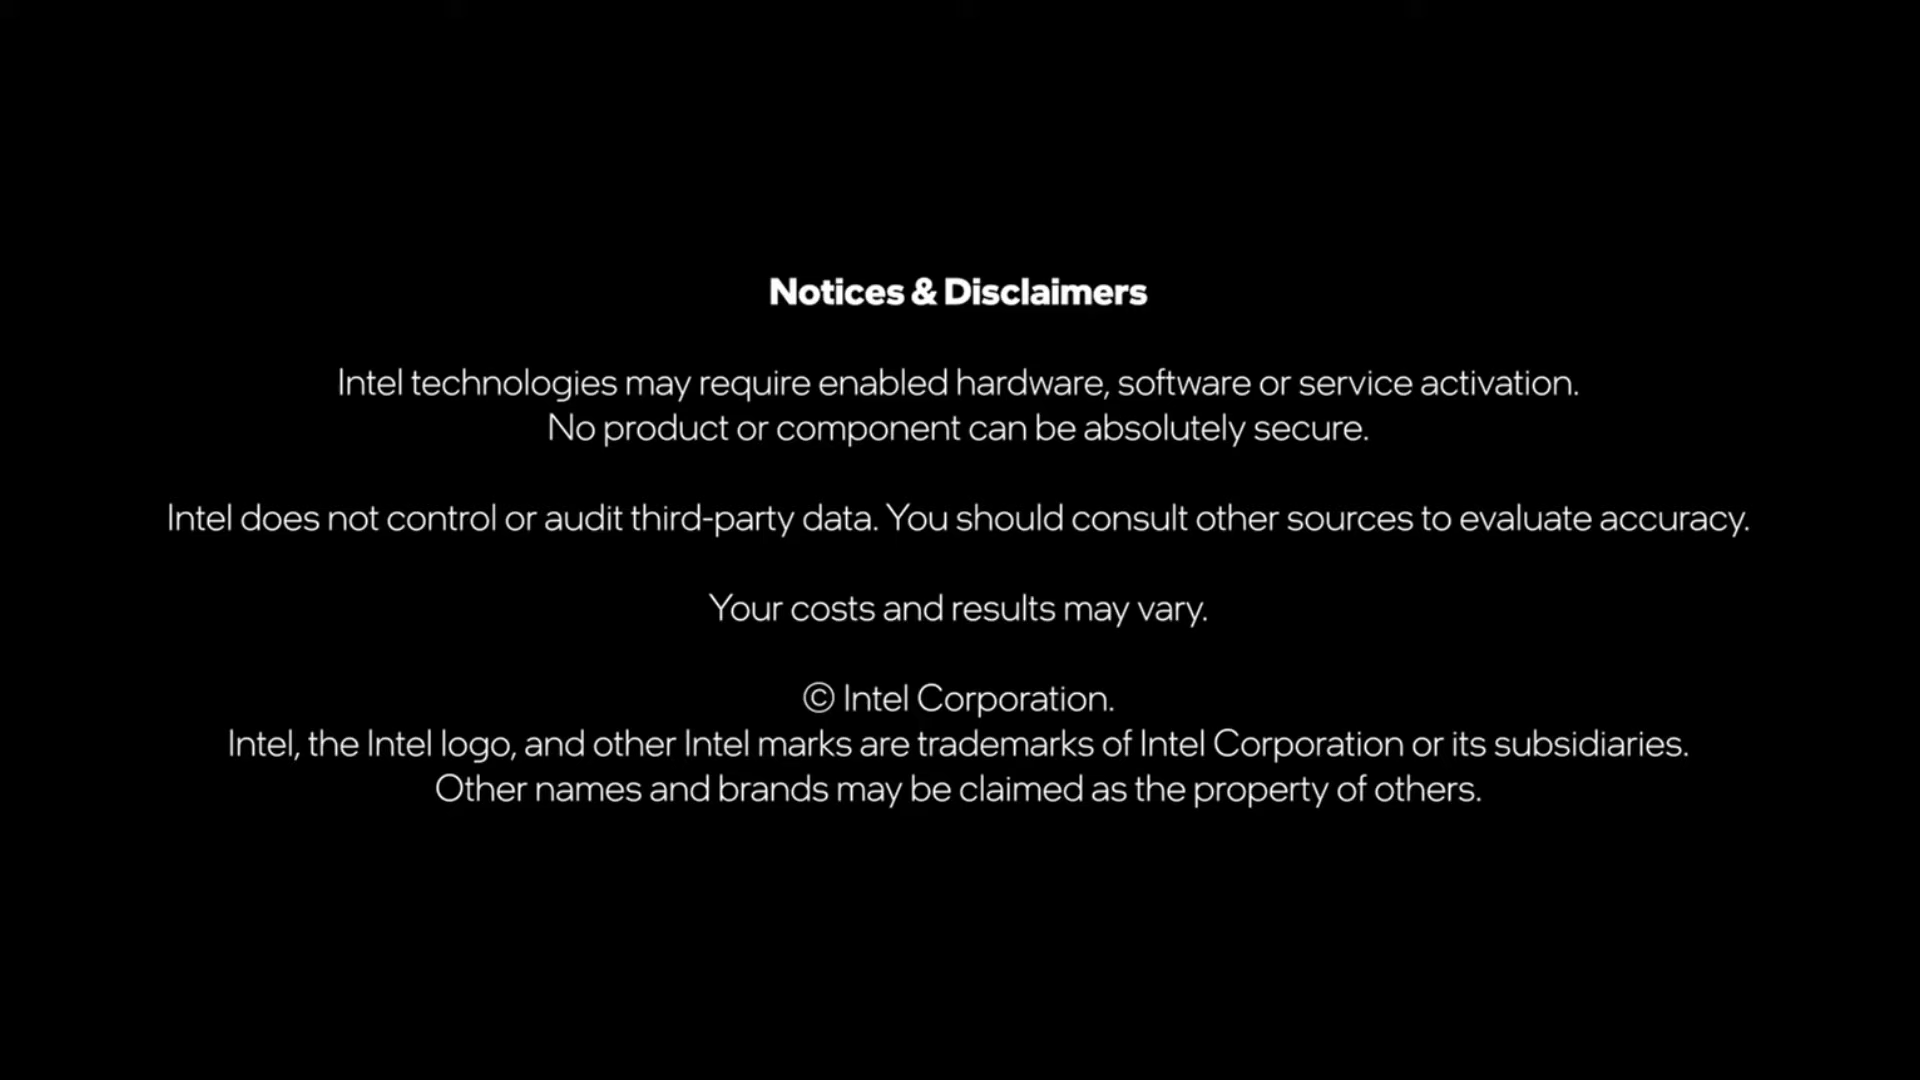 Notices & Disclaimers
Intel technologies may require enabled hardware, software or service activation.
No product or component can be absolutely secure.
Intel does not control or audit third-party data. You should consult other sources to evaluate accuracy.
Your costs and results may vary.
© Intel Corporation.
Intel, the Intel logo, and other Intel marks are trademarks of Intel Corporation or its subsidiaries.
Other names and brands may be claimed as the property of others.